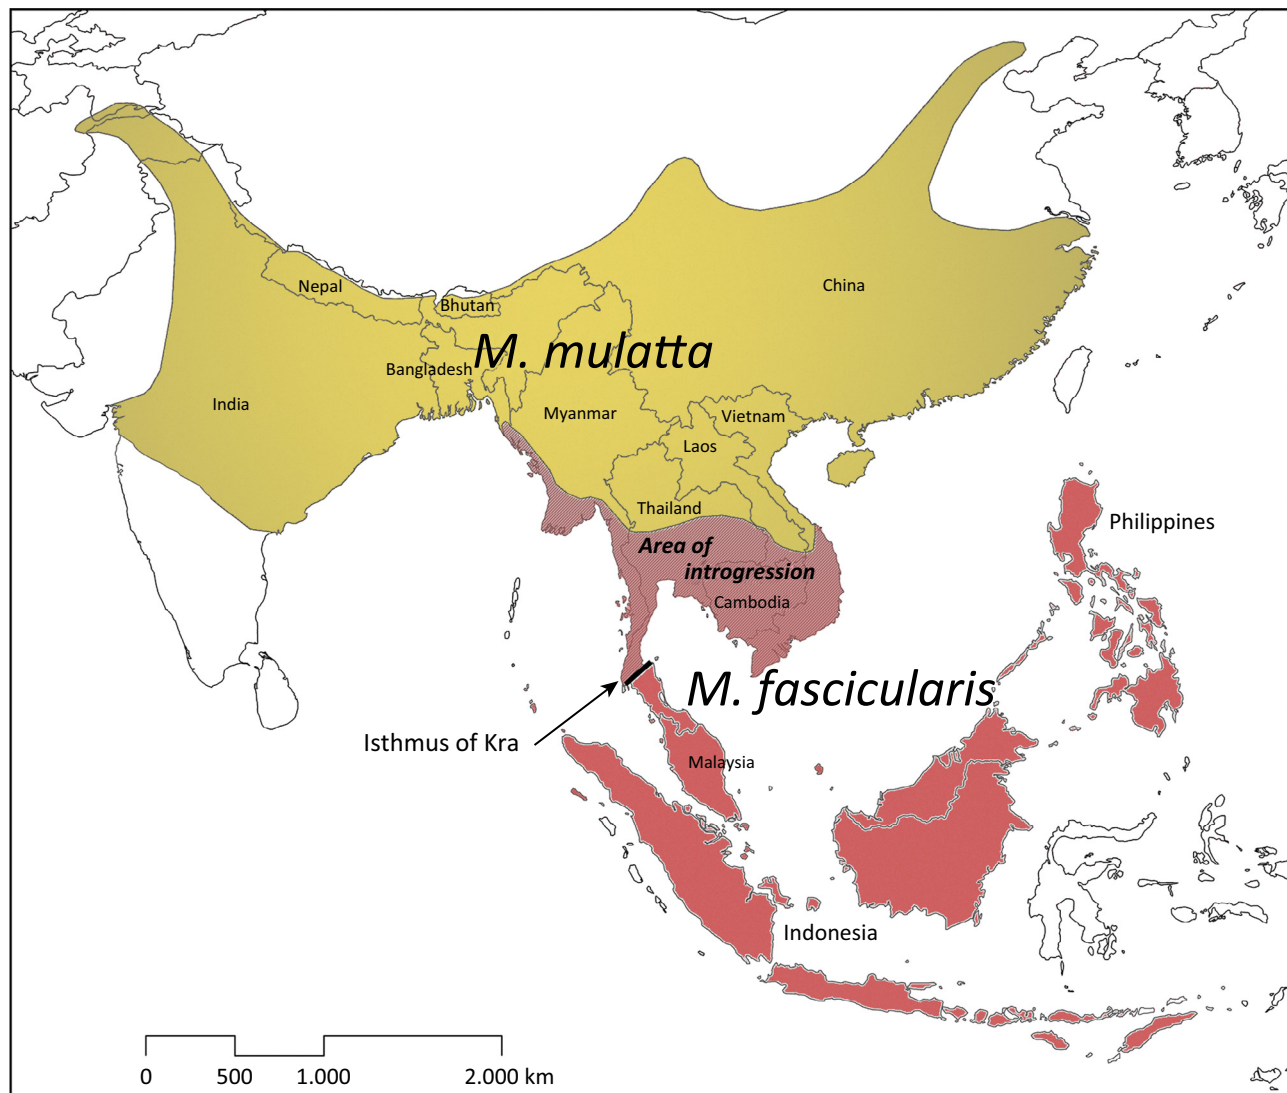 China
Nepal
Bhutan
M. mulatta
Bangladesh
India
Myanmar
Vietnam
Laos
Thailand
Philippines
Area of
introgression
Cambodia
M. fascicularis
Isthmus of Kra
Malaysia
Indonesia
0 500 1.000 2.000 km